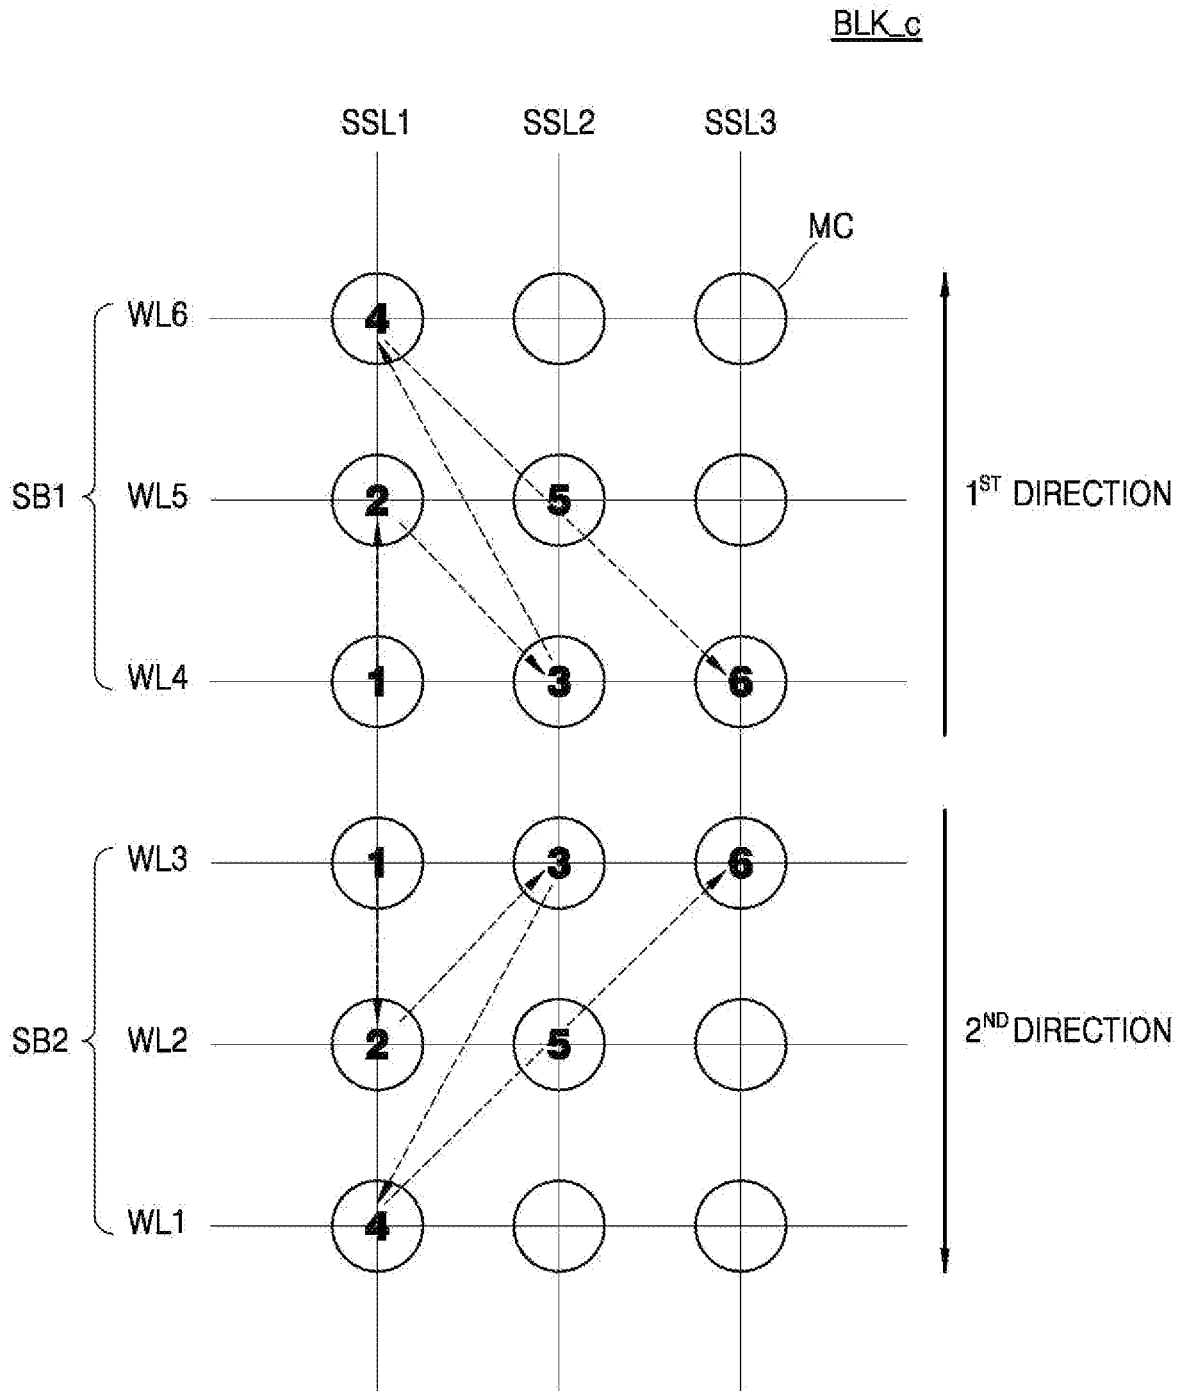 BLK_c
SSL1 SSL2 SSL3
MC
WL6 4
SB1 WL5 2 5 1ST DIRECTION
WL4 1 3 6
WL3 1 3 6
SB2 WL2 2 5 2ND DIRECTION
WL1 4